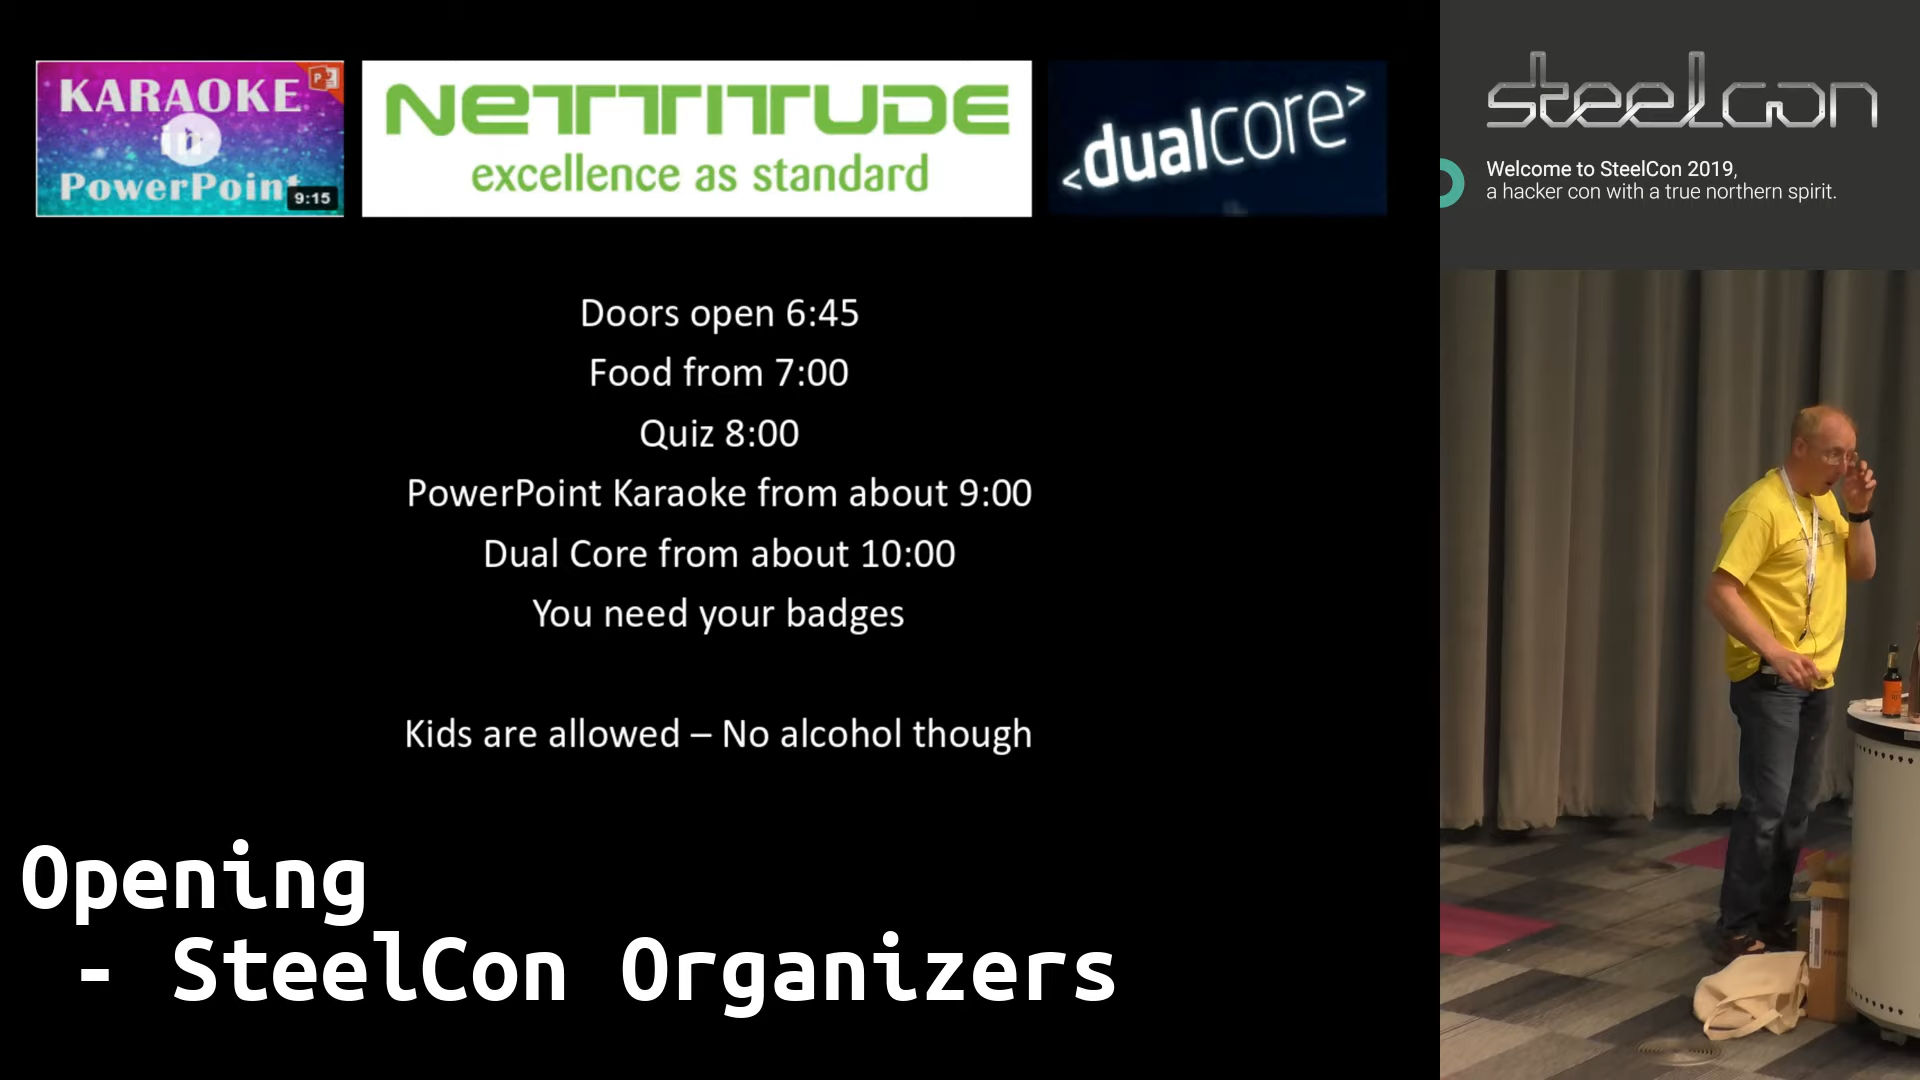 KARAOKE
in
PowerPoint
9:15
NETTITUDE
excellence as standard
<dualcore>
steelcon
Welcome to SteelCon 2019,
a hacker con with a true northern spirit.
Doors open 6:45
Food from 7:00
Quiz 8:00
PowerPoint Karaoke from about 9:00
Dual Core from about 10:00
You need your badges
Kids are allowed – No alcohol though
Opening
- SteelCon Organizers